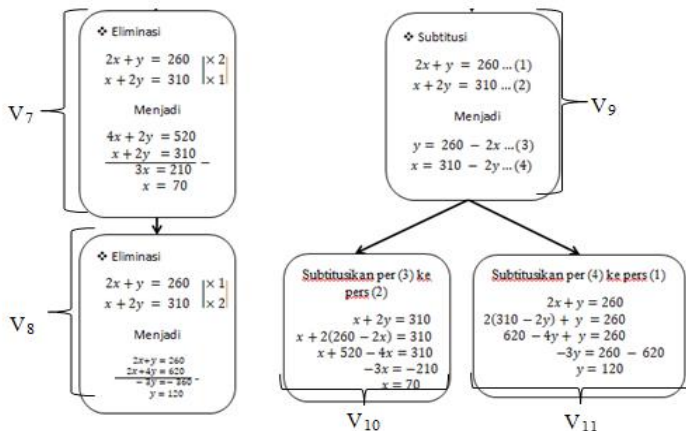 V7
❖ Eliminasi
2x + y = 260 | × 2
x + 2y = 310 | × 1
Menjadi
4x + 2y = 520
x + 2y = 310 −
3x = 210
x = 70
V8
❖ Eliminasi
2x + y = 260 | × 1
x + 2y = 310 | × 2
Menjadi
2x+y = 260
2x+4y = 620
−3y = −360 −
y = 120
❖ Subtitusi
2x + y = 260 ... (1)
x + 2y = 310 ... (2)
Menjadi
y = 260 − 2x ... (3)
x = 310 − 2y ... (4)
V9
Subtitusikan per (3) ke
pers (2)
x + 2y = 310
x + 2(260 − 2x) = 310
x + 520 − 4x = 310
−3x = −210
x = 70
V10
Subtitusikan per (4) ke pers (1)
2x + y = 260
2(310 − 2y) + y = 260
620 − 4y + y = 260
−3y = 260 − 620
y = 120
V11